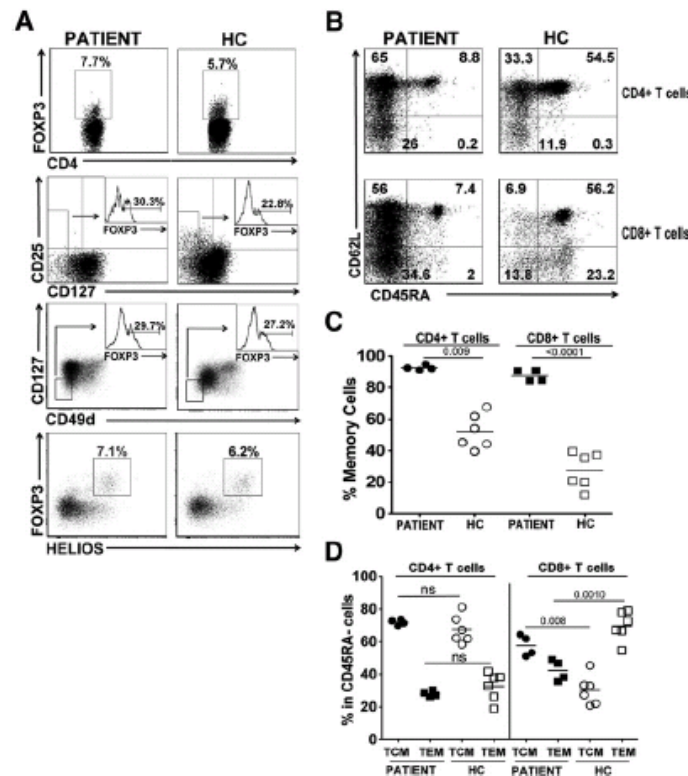 A
PATIENT HC
7.7% 5.7%
FOXP3
CD4
30.3% 22.8%
FOXP3 FOXP3
CD25
CD127
29.7% 27.2%
FOXP3 FOXP3
CD127
CD49d
7.1% 6.2%
FOXP3
HELIOS
B
PATIENT HC
65 8.8 33.3 54.5
CD4+ T cells
26 0.2 11.9 0.3
56 7.4 6.9 56.2
CD8+ T cells
34.6 2 13.8 23.2
CD62L
CD45RA
C
CD4+ T cells CD8+ T cells
0.009 <0.0001
100
80
60
40
20
0
% Memory Cells
PATIENT HC PATIENT HC
D
CD4+ T cells CD8+ T cells
ns 0.0010
0.008
ns
100
80
60
40
20
0
% in CD45RA- cells
TCM TEM TCM TEM TCM TEM TCM TEM
PATIENT HC PATIENT HC